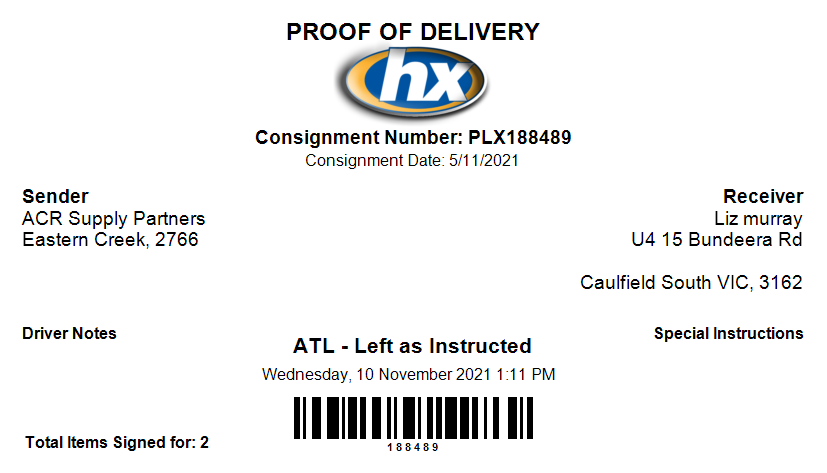 PROOF OF DELIVERY
hx
Consignment Number: PLX188489
Consignment Date: 5/11/2021
Sender
ACR Supply Partners
Eastern Creek, 2766
Receiver
Liz murray
U4 15 Bundeera Rd
Caulfield South VIC, 3162
Driver Notes
ATL - Left as Instructed
Wednesday, 10 November 2021 1:11 PM
Special Instructions
188489
Total Items Signed for: 2